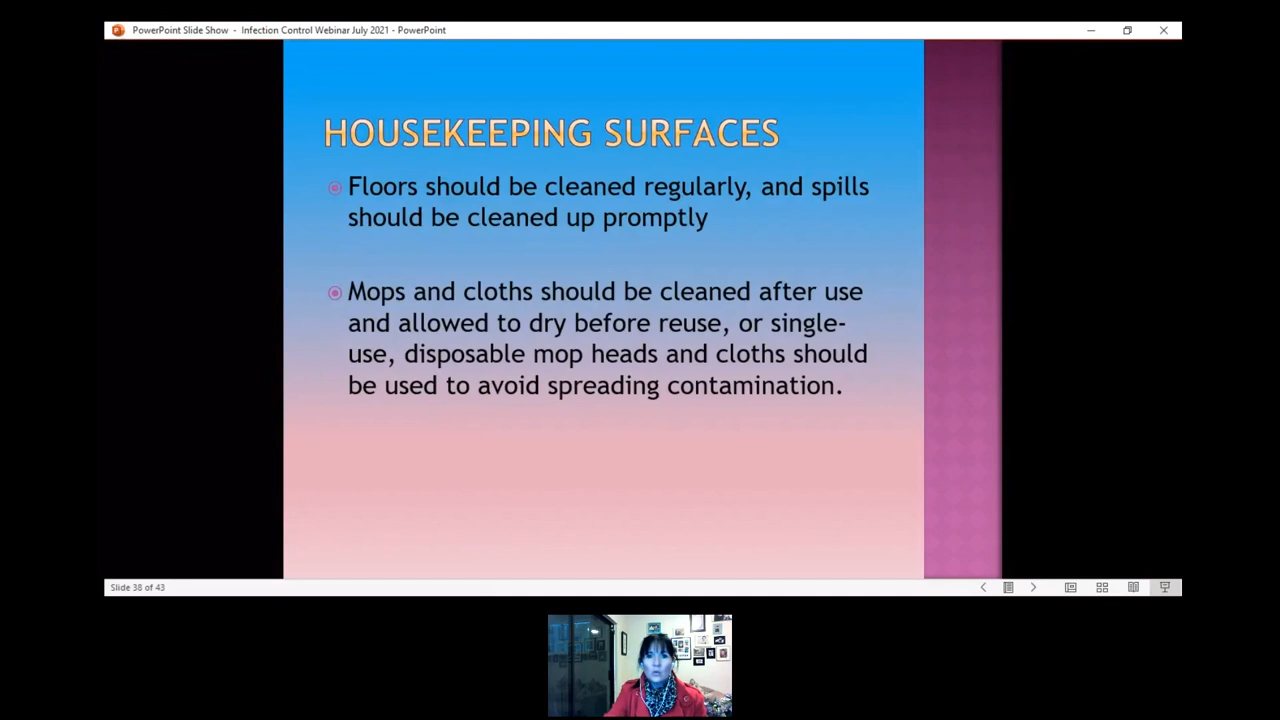 PowerPoint Slide Show - Infection Control Webinar July 2021 - PowerPoint
HOUSEKEEPING SURFACES
Floors should be cleaned regularly, and spills
should be cleaned up promptly
Mops and cloths should be cleaned after use
and allowed to dry before reuse, or single-
use, disposable mop heads and cloths should
be used to avoid spreading contamination.
Slide 38 of 43